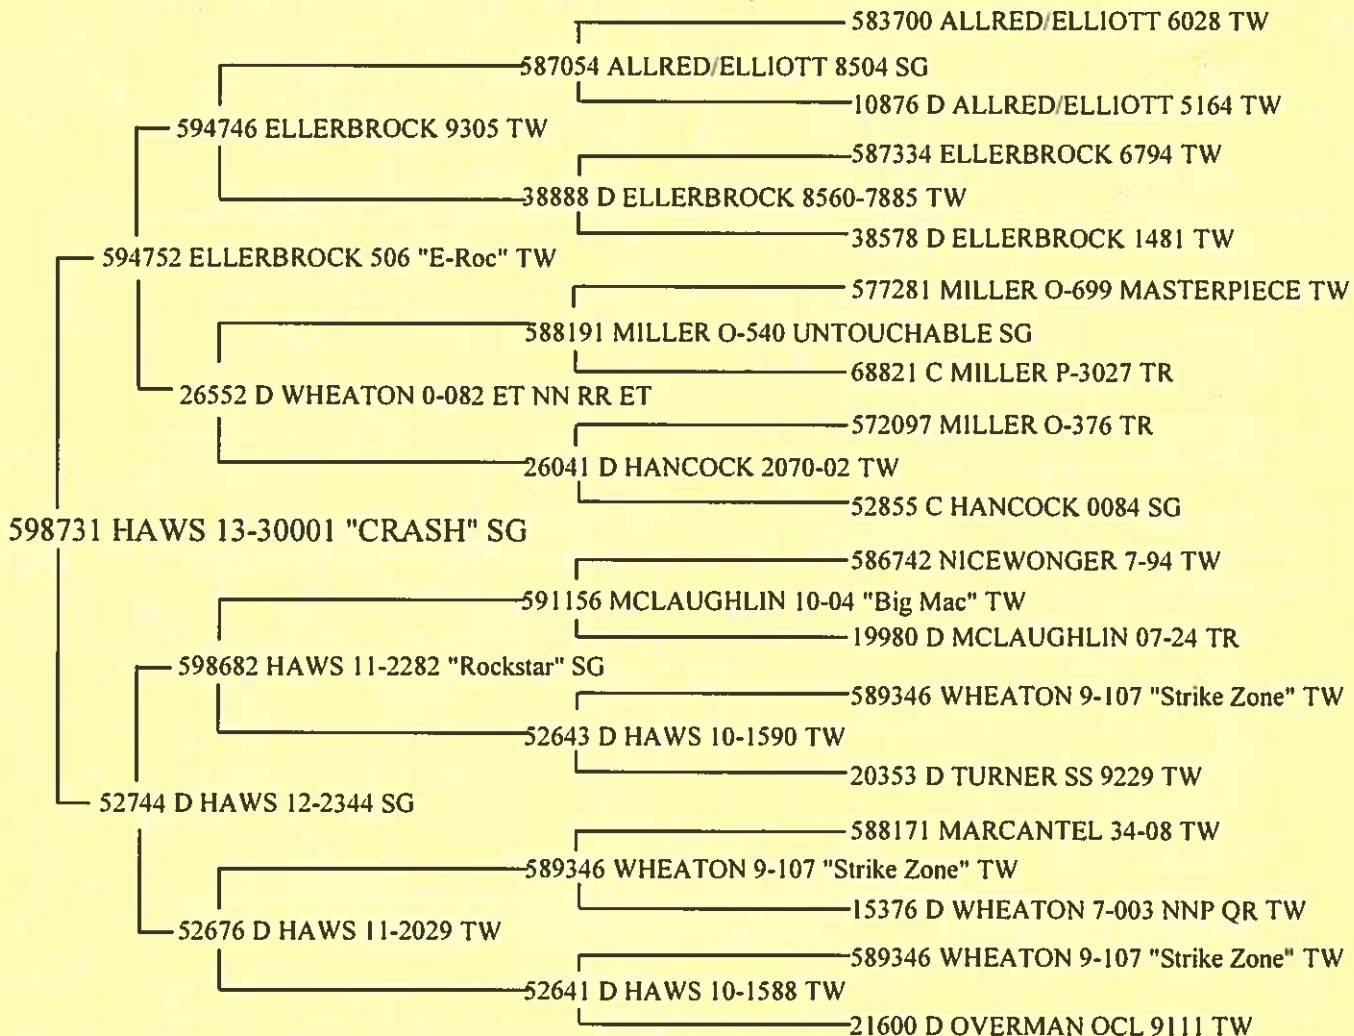 583700 ALLRED/ELLIOTT 6028 TW
587054 ALLRED/ELLIOTT 8504 SG
10876 D ALLRED/ELLIOTT 5164 TW
594746 ELLERBROCK 9305 TW
587334 ELLERBROCK 6794 TW
38888 D ELLERBROCK 8560-7885 TW
38578 D ELLERBROCK 1481 TW
594752 ELLERBROCK 506 "E-Roc" TW
577281 MILLER O-699 MASTERPIECE TW
588191 MILLER O-540 UNTOUCHABLE SG
68821 C MILLER P-3027 TR
26552 D WHEATON 0-082 ET NN RR ET
572097 MILLER O-376 TR
26041 D HANCOCK 2070-02 TW
52855 C HANCOCK 0084 SG
598731 HAWS 13-30001 "CRASH" SG
586742 NICEWONGER 7-94 TW
591156 MCLAUGHLIN 10-04 "Big Mac" TW
19980 D MCLAUGHLIN 07-24 TR
598682 HAWS 11-2282 "Rockstar" SG
589346 WHEATON 9-107 "Strike Zone" TW
52643 D HAWS 10-1590 TW
20353 D TURNER SS 9229 TW
52744 D HAWS 12-2344 SG
588171 MARCANTEL 34-08 TW
589346 WHEATON 9-107 "Strike Zone" TW
15376 D WHEATON 7-003 NNP QR TW
52676 D HAWS 11-2029 TW
589346 WHEATON 9-107 "Strike Zone" TW
52641 D HAWS 10-1588 TW
21600 D OVERMAN OCL 9111 TW